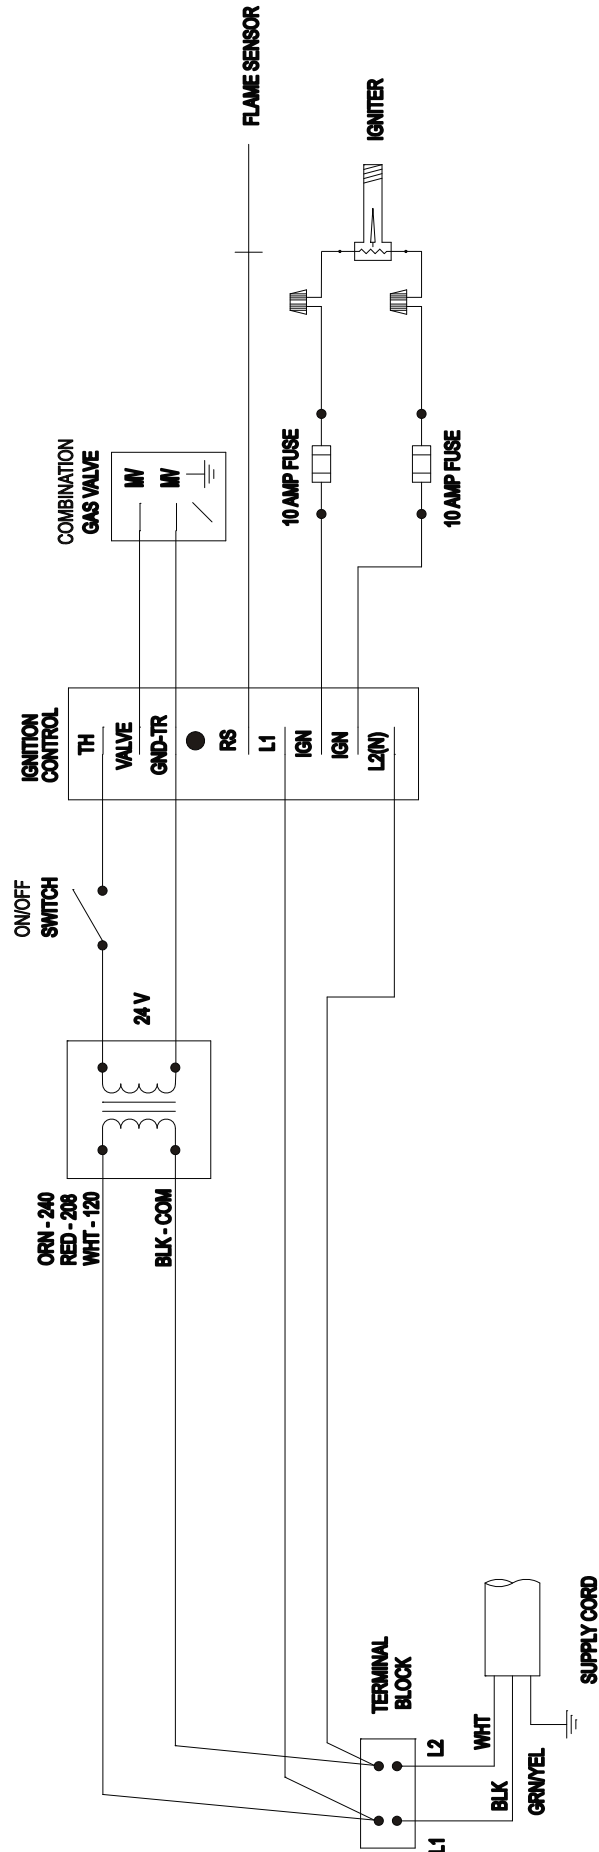 FLAME SENSOR
IGNITER
COMBINATION
GAS VALVE
MV
MV
10 AMP FUSE
10 AMP FUSE
IGNITION
CONTROL
TH
VALVE
GND-TR
RS
L1
IGN
IGN
L2(N)
ON/OFF
SWITCH
24 V
ORN - 240
RED - 208
WHT - 120
BLK - COM
TERMINAL
BLOCK
L2
L1
WHT
BLK
GRN/YEL
SUPPLY CORD